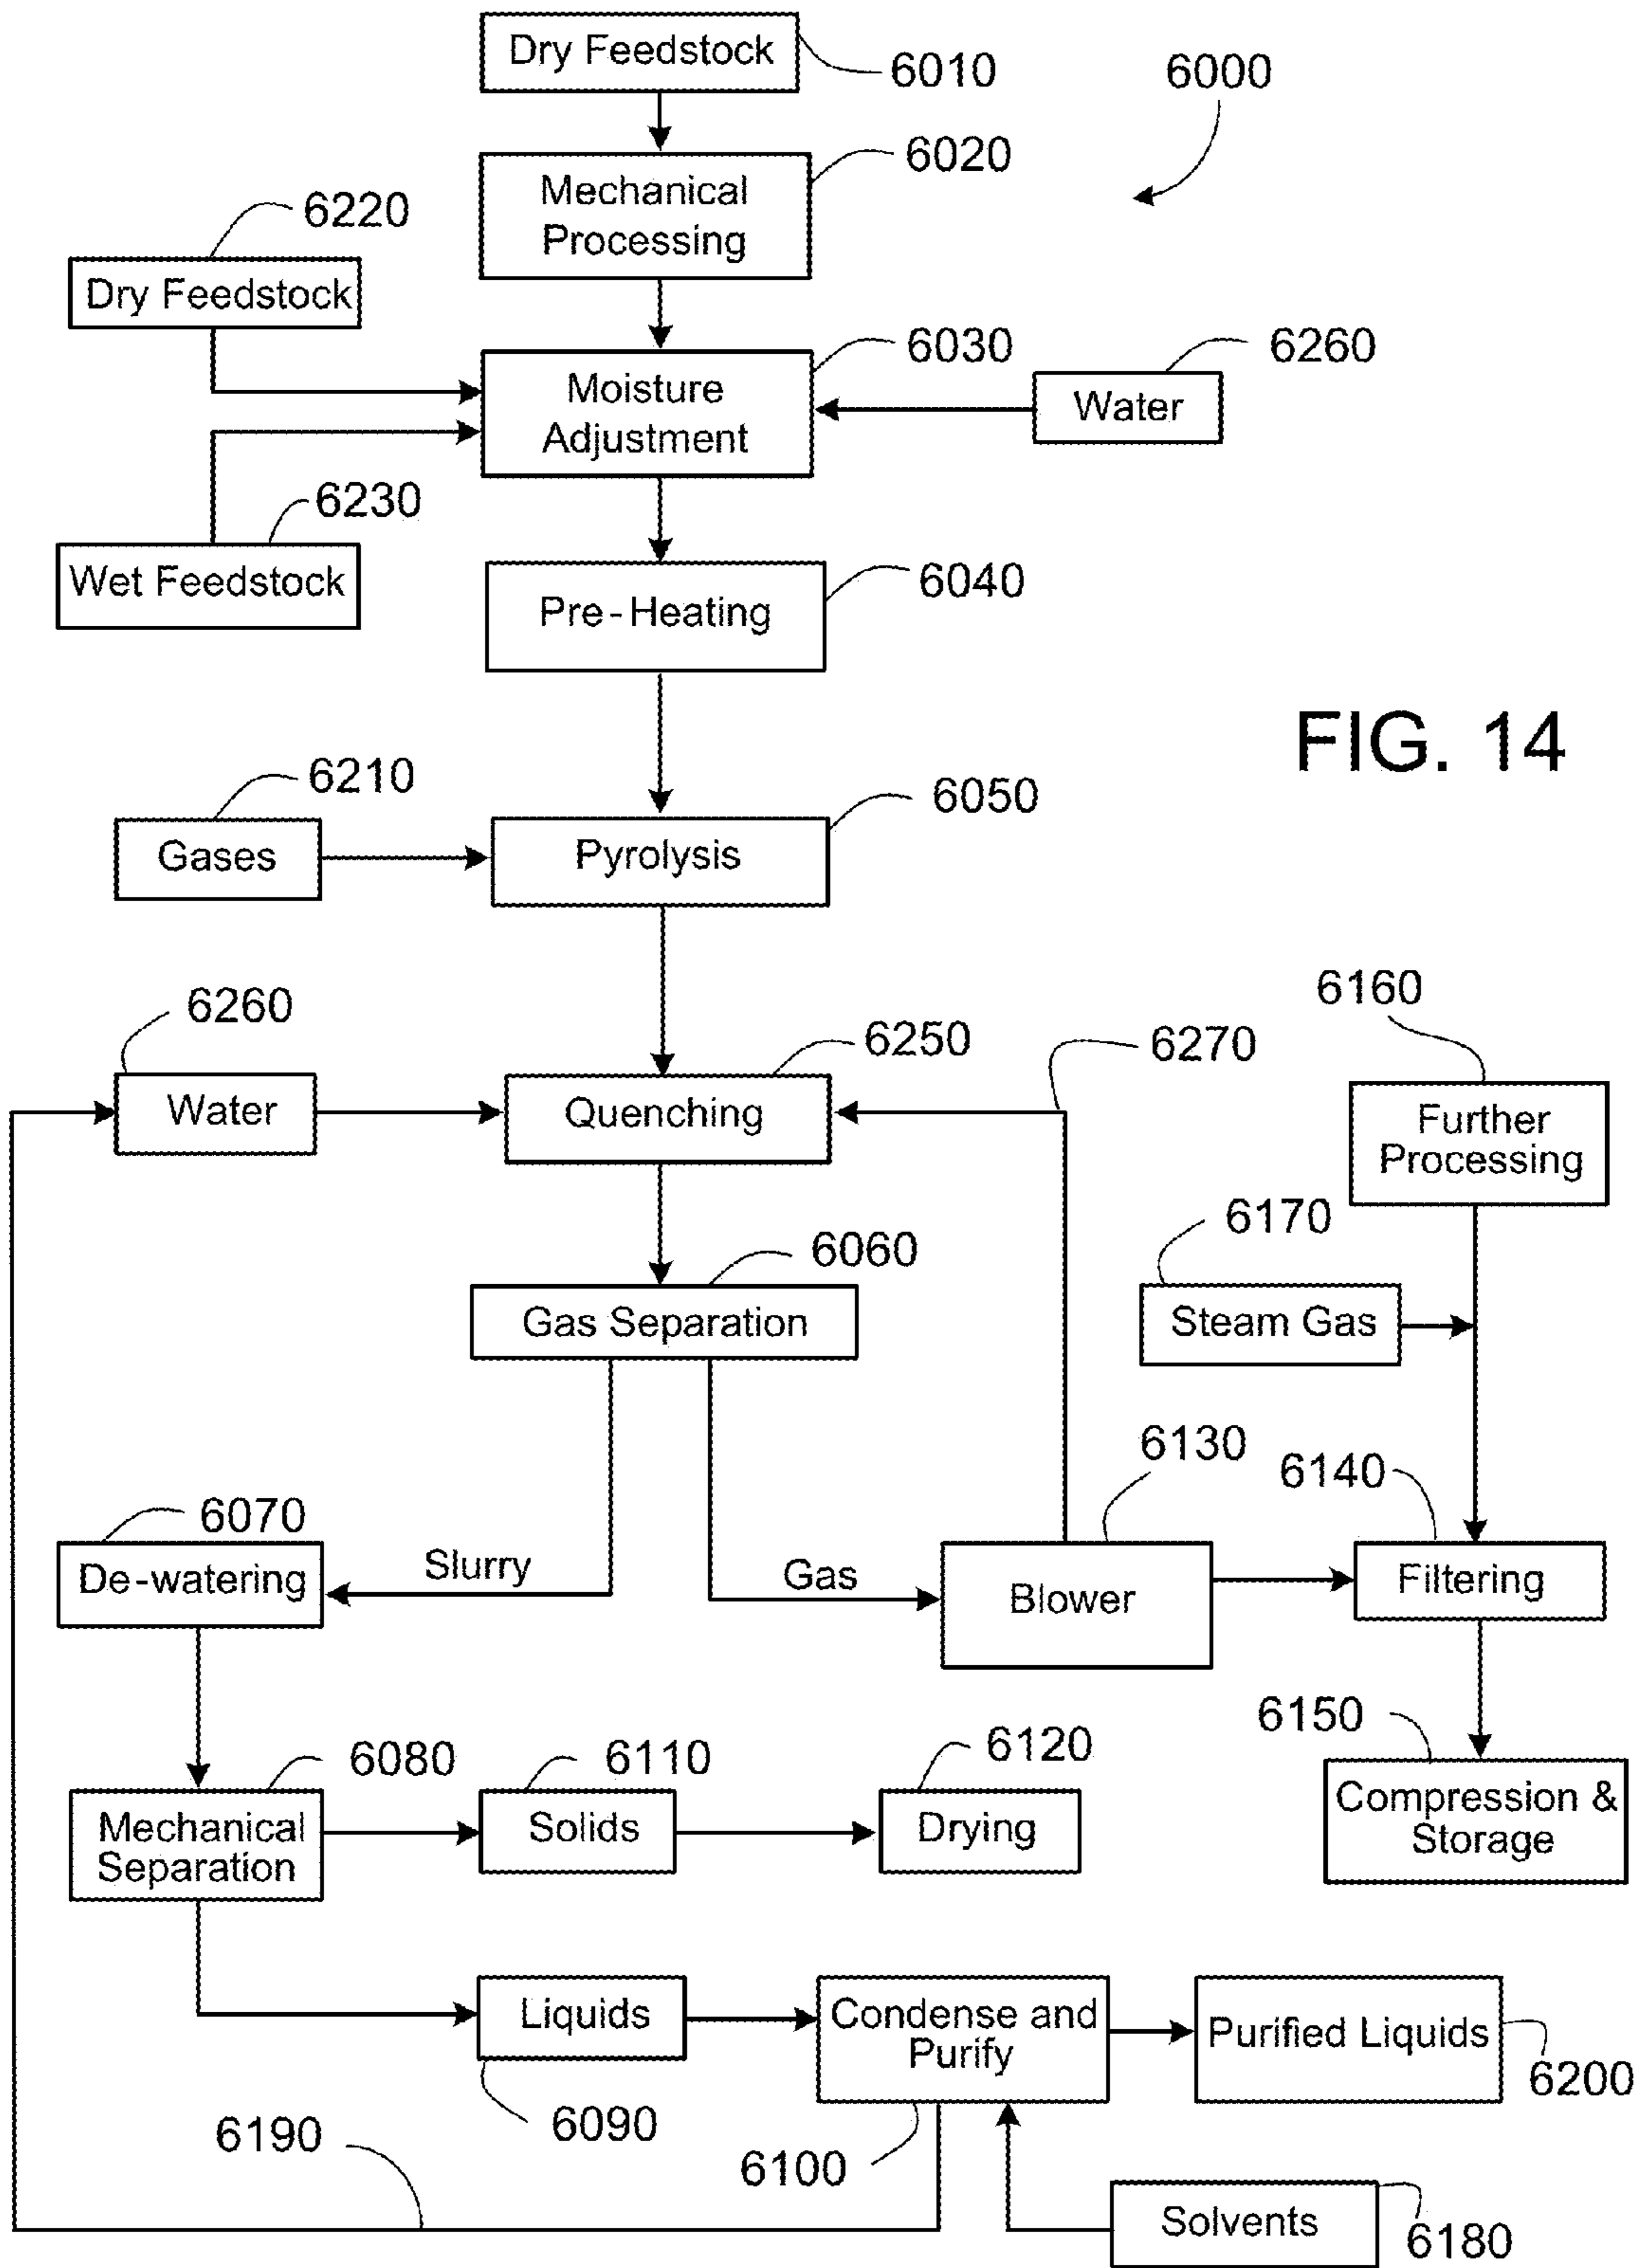 Dry Feedstock
6010
6000
6020
Mechanical
Processing
6220
Dry Feedstock
6030
Moisture
Adjustment
6260
Water
6230
Wet Feedstock
6040
Pre-Heating
FIG. 14
6210
Gases
6050
Pyrolysis
6260
Water
6250
Quenching
6270
6160
Further
Processing
6170
Steam Gas
6060
Gas Separation
6130
6140
6070
De-watering
Slurry
Gas
Blower
Filtering
6150
Compression &
Storage
6080
Mechanical
Separation
6110
Solids
6120
Drying
Liquids
6090
Condense and
Purify
6100
Purified Liquids
6200
6190
Solvents
6180